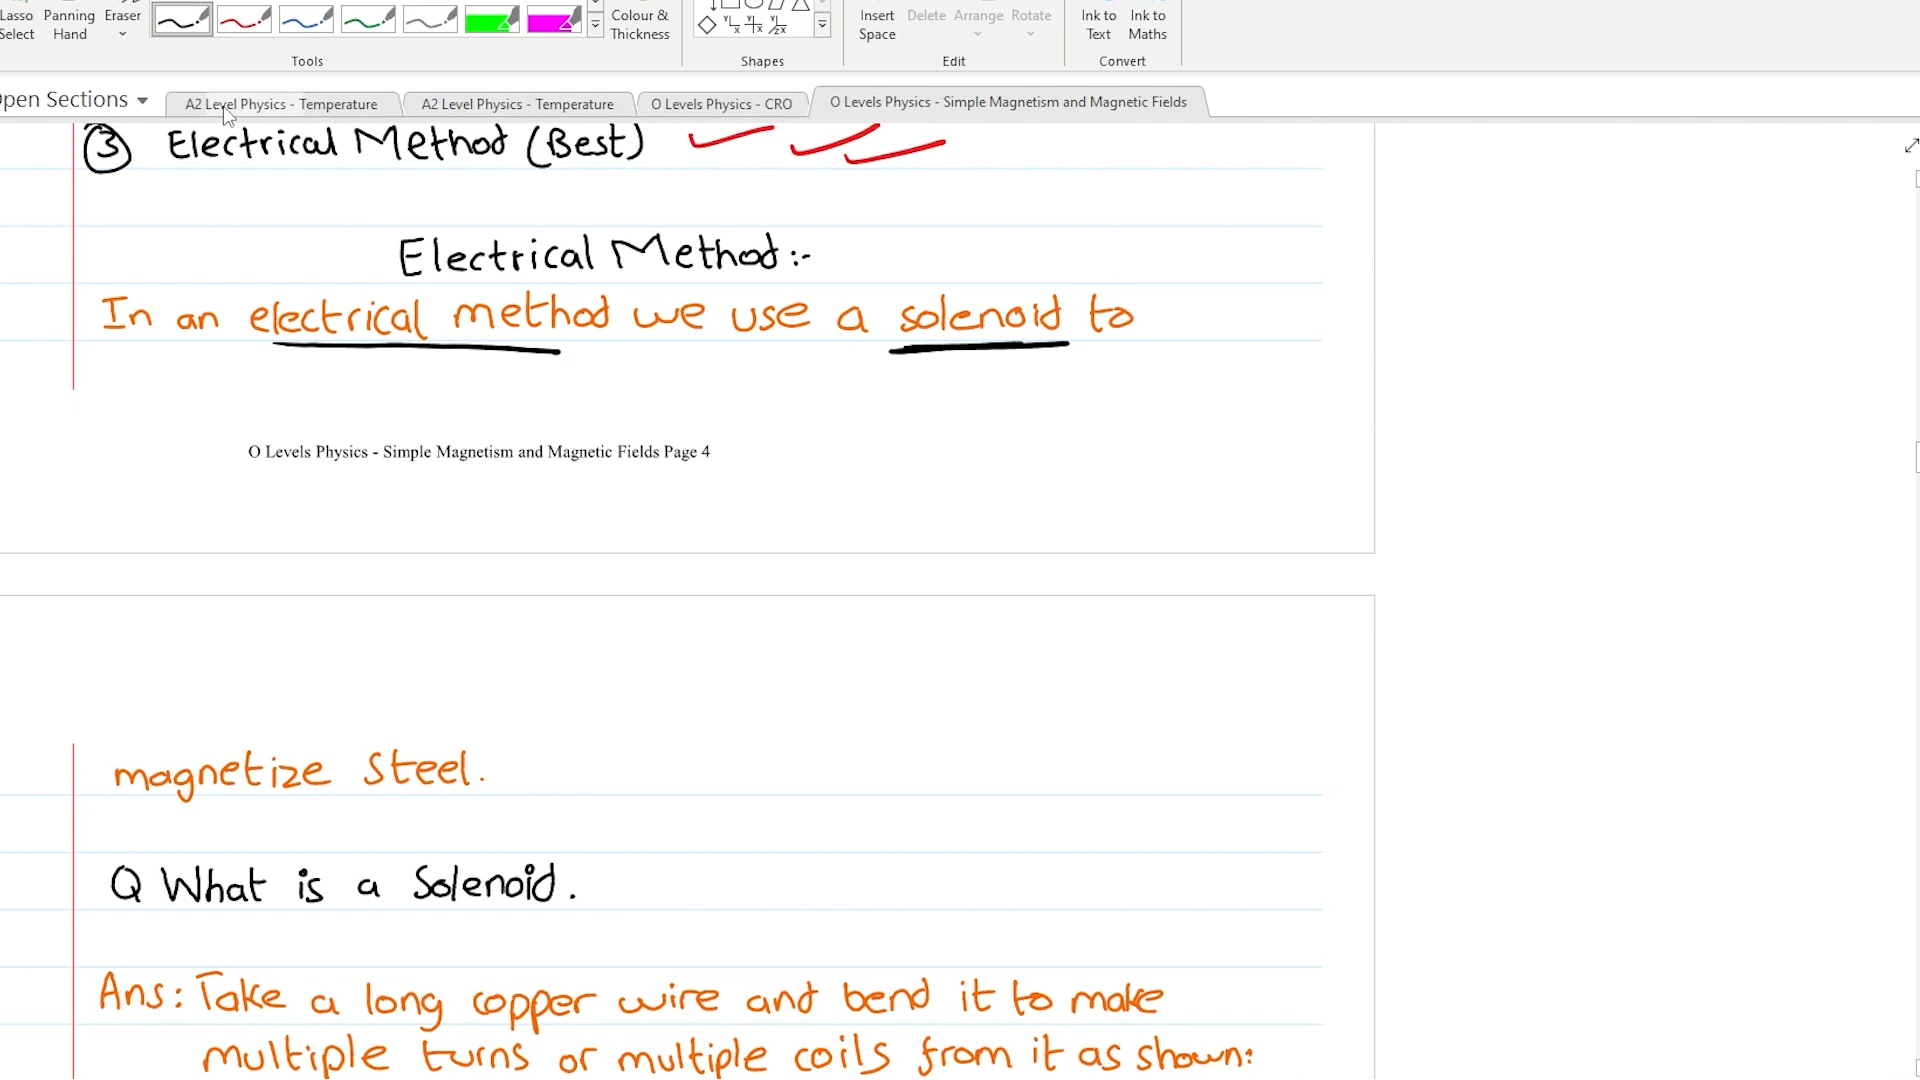 Lasso
Select
Panning
Hand
Eraser
Colour &
Thickness
Insert
Space
Delete
Arrange
Rotate
Ink to
Text
Ink to
Maths
Tools
Shapes
Edit
Convert
pen Sections
A2 Level Physics - Temperature
A2 Level Physics - Temperature
O Levels Physics - CRO
O Levels Physics - Simple Magnetism and Magnetic Fields
3 Electrical Method (Best)
Electrical Method :-
In an electrical method we use a solenoid to
O Levels Physics - Simple Magnetism and Magnetic Fields Page 4
magnetize Steel.
Q What is a Solenoid.
Ans: Take a long copper wire and bend it to make
multiple turns or multiple coils from it as shown: